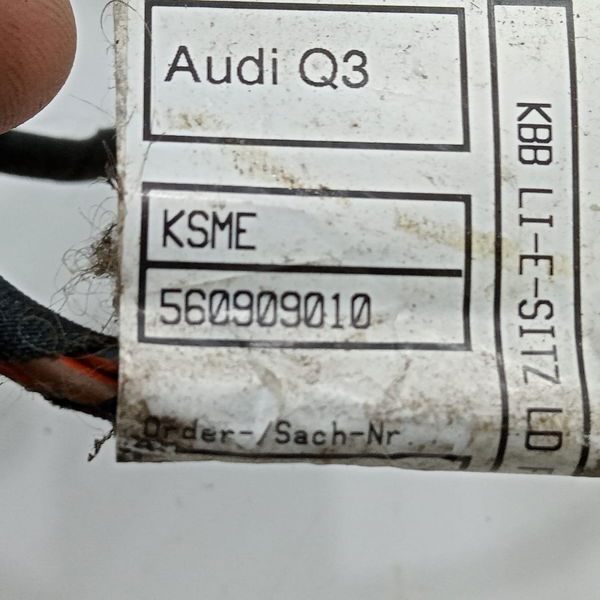 Audi Q3
KSME
560909010
Order-/Sach-Nr.
KBB LI-E-SITZ LD